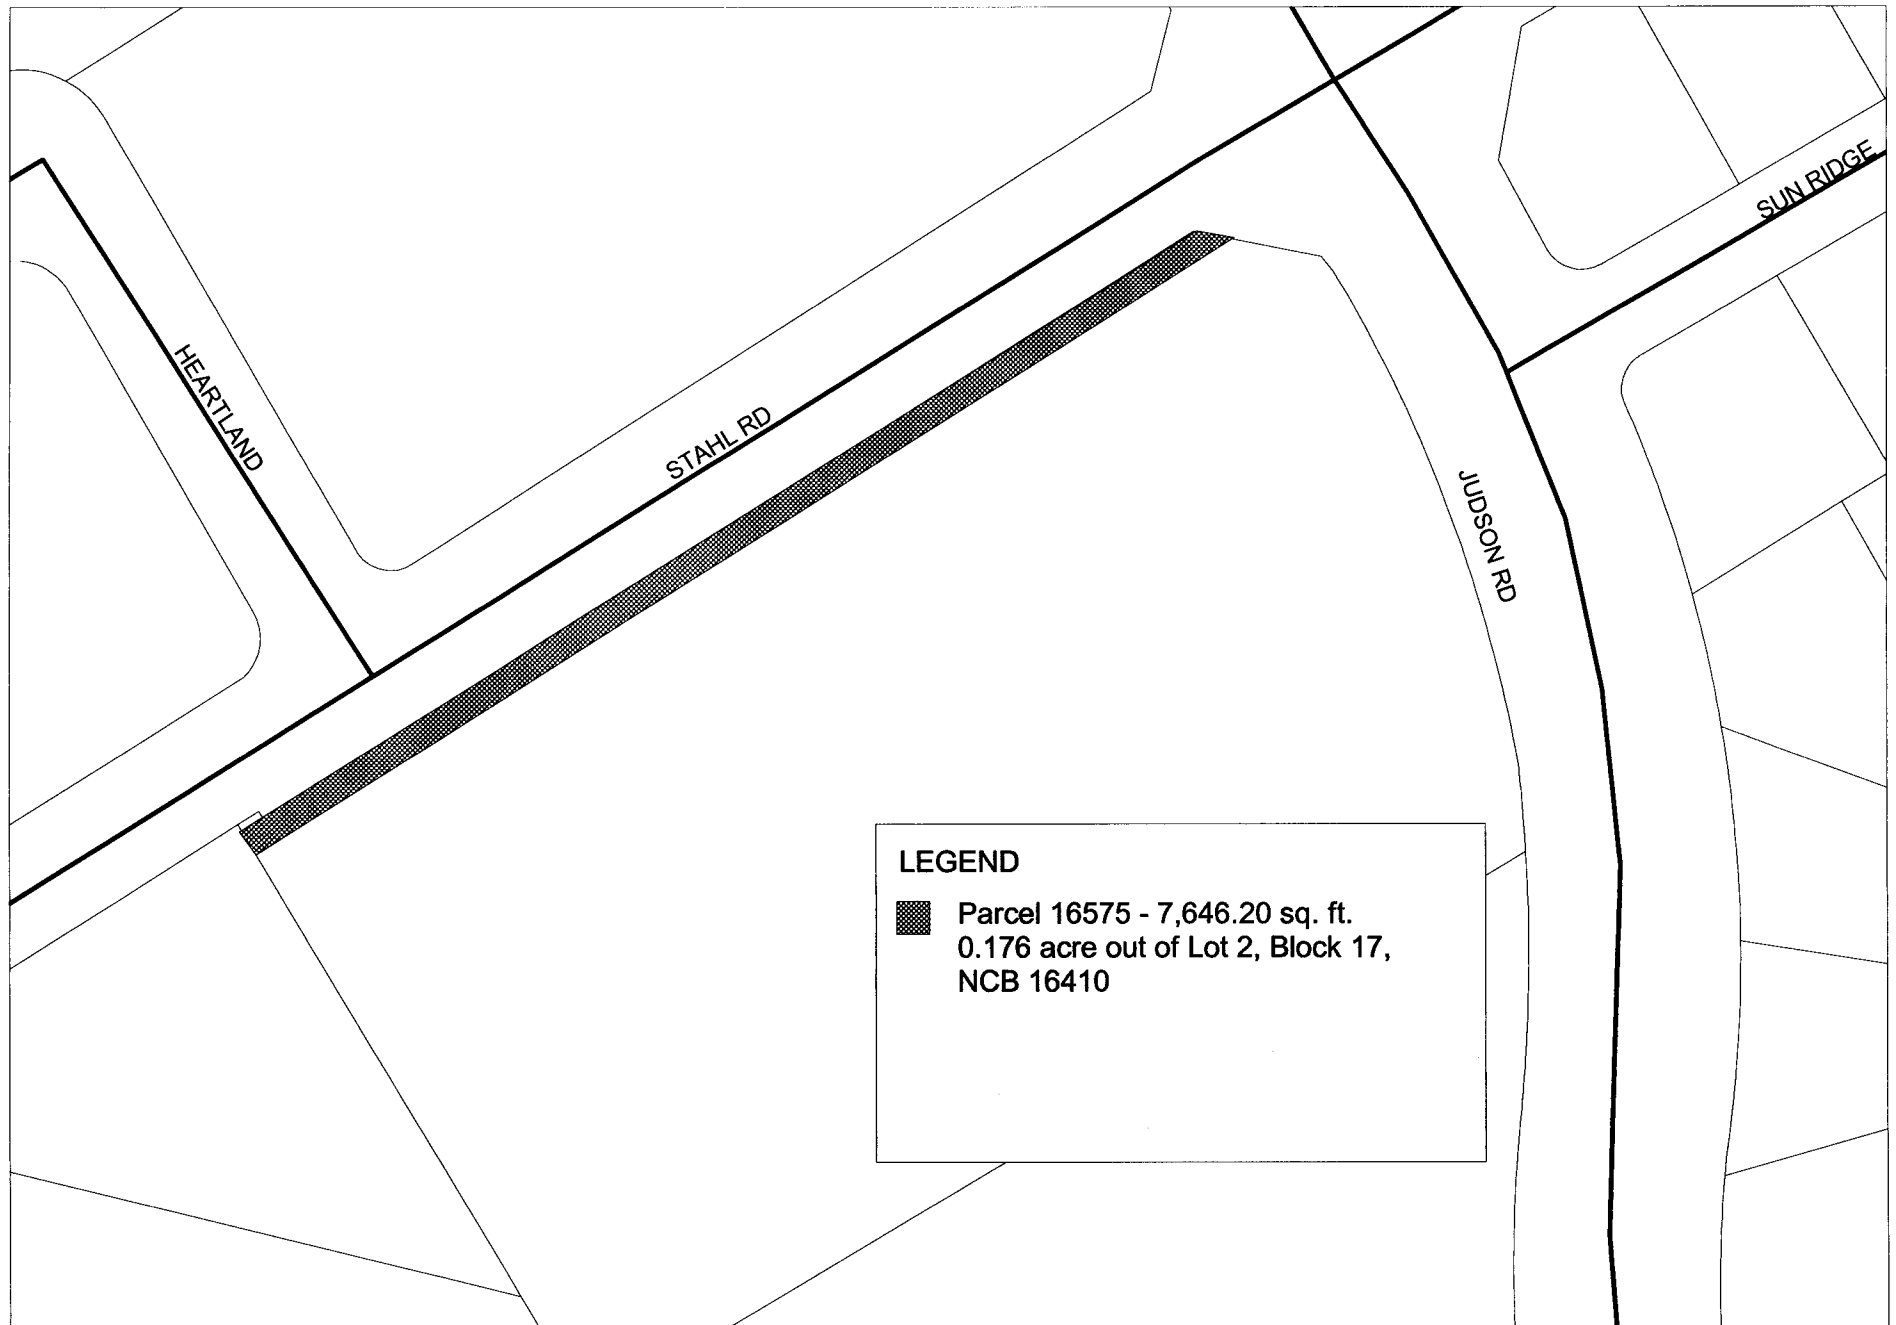 SUN RIDGE
HEARTLAND
STAHL RD
JUDSON RD
LEGEND
Parcel 16575 - 7,646.20 sq. ft.
0.176 acre out of Lot 2, Block 17,
NCB 16410